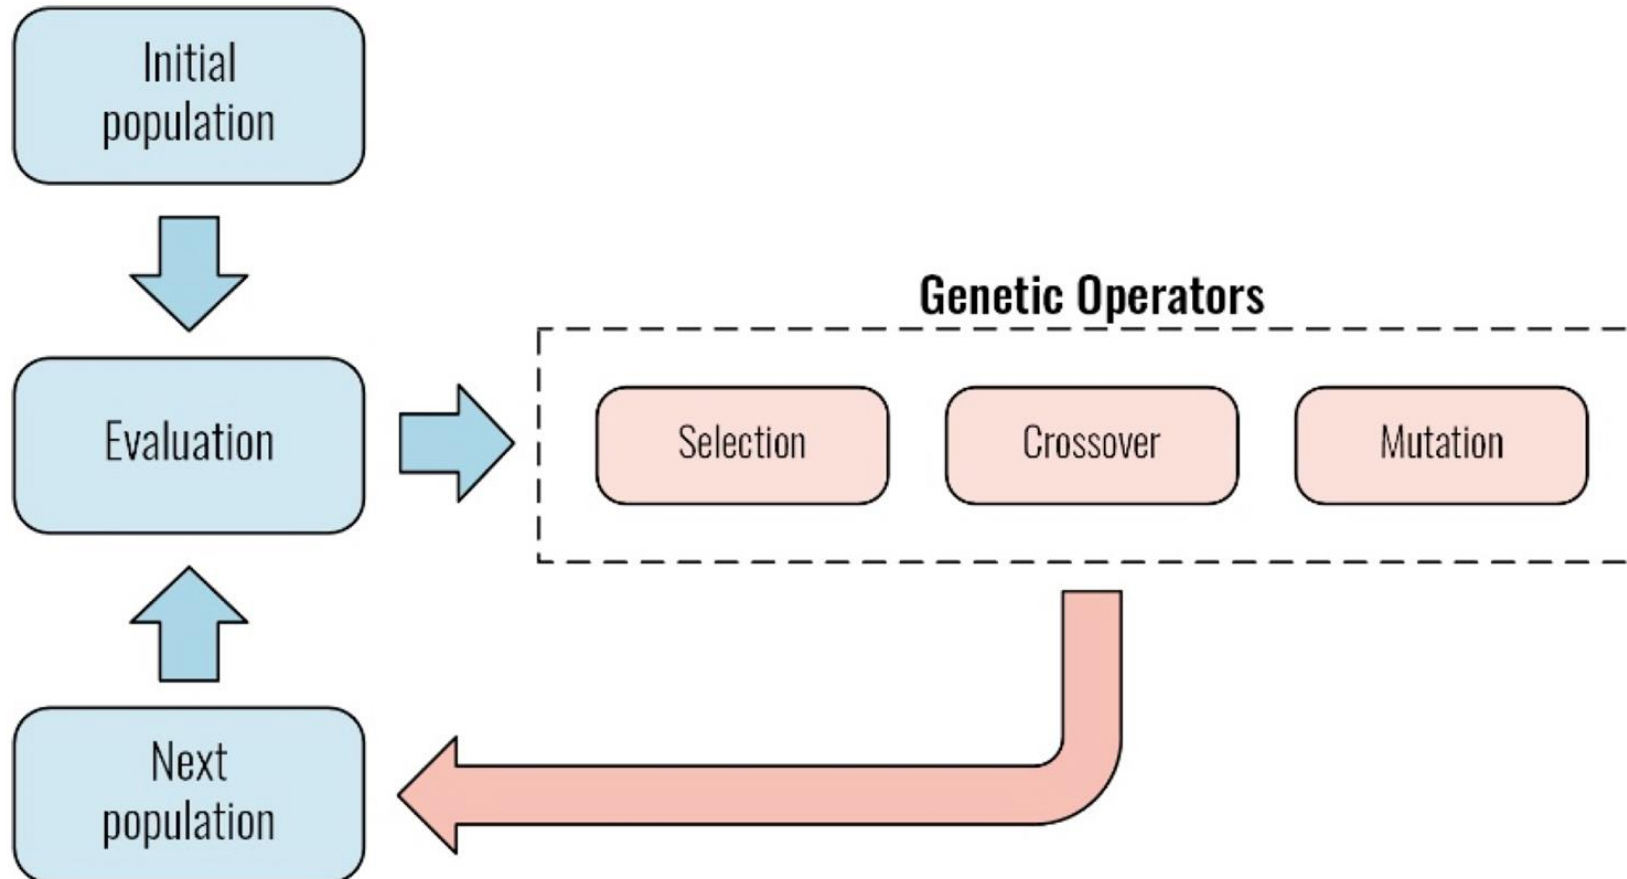 Initial
population
Genetic Operators
Evaluation
Selection
Crossover
Mutation
Next
population